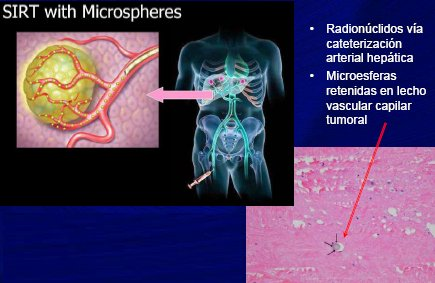 SIRT with Microspheres
• Radionúclidos vía
cateterización
arterial hepática
• Microesferas
retenidas en lecho
vascular capilar
tumoral